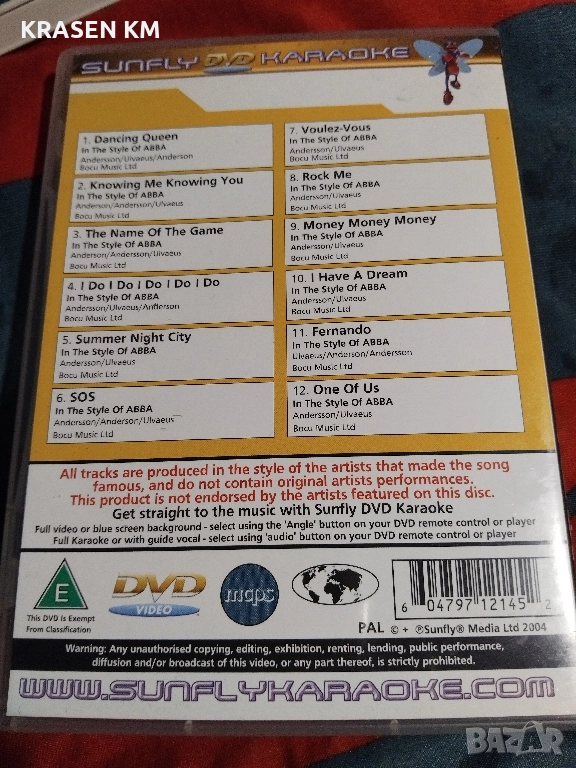 KRASEN KM
SUNFLY DVD KARAOKE
1. Dancing Queen
In The Style Of ABBA
Andersson/Ulvaeus/Anderson
Bocu Music Ltd
2. Knowing Me Knowing You
In The Style Of ABBA
Anderson/Andersson/Ulvaeus
Bocu Music Ltd
3. The Name Of The Game
In The Style Of ABBA
Anderson/Andersson/Ulvaeus
Bocu Music Ltd
4. I Do I Do I Do I Do I Do
In The Style Of ABBA
Andersson/Ulvaeus/Anderson
Bocu Music Ltd
5. Summer Night City
In The Style Of ABBA
Andersson/Ulvaeus
Bocu Music Ltd
6. SOS
In The Style Of ABBA
Andersson/Anderson/Ulvaeus
Bocu Music Ltd
7. Voulez-Vous
In The Style Of ABBA
Andersson/Ulvaeus
Bocu Music Ltd
8. Rock Me
In The Style Of ABBA
Andersson/Ulvaeus
Bocu Music Ltd
9. Money Money Money
In The Style Of ABBA
Andersson/Ulvaeus
Bocu Music Ltd
10. I Have A Dream
In The Style Of ABBA
Andersson/Ulvaeus
Bocu Music Ltd
11. Fernando
In The Style Of ABBA
Ulvaeus/Anderson/Andersson
Bocu Music Ltd
12. One Of Us
In The Style Of ABBA
Andersson/Ulvaeus
Bocu Music Ltd
All tracks are produced in the style of the artists that made the song
famous, and do not contain original artists performances.
This product is not endorsed by the artists featured on this disc.
Get straight to the music with Sunfly DVD Karaoke
Full video or blue screen background - select using the 'Angle' button on your DVD remote control or player
Full Karaoke or with guide vocal - select using 'audio' button on your DVD remote control or player
E
This DVD is Exempt
From Classification
DVD
VIDEO
mcps
6 04797 12145 2
PAL © + ℗Sunfly® Media Ltd 2004
Warning: Any unauthorised copying, editing, exhibition, renting, lending, public performance,
diffusion and/or broadcast of this video, or any part thereof, is strictly prohibited.
WWW.SUNFLYKARAOKE.COM
BAZAR